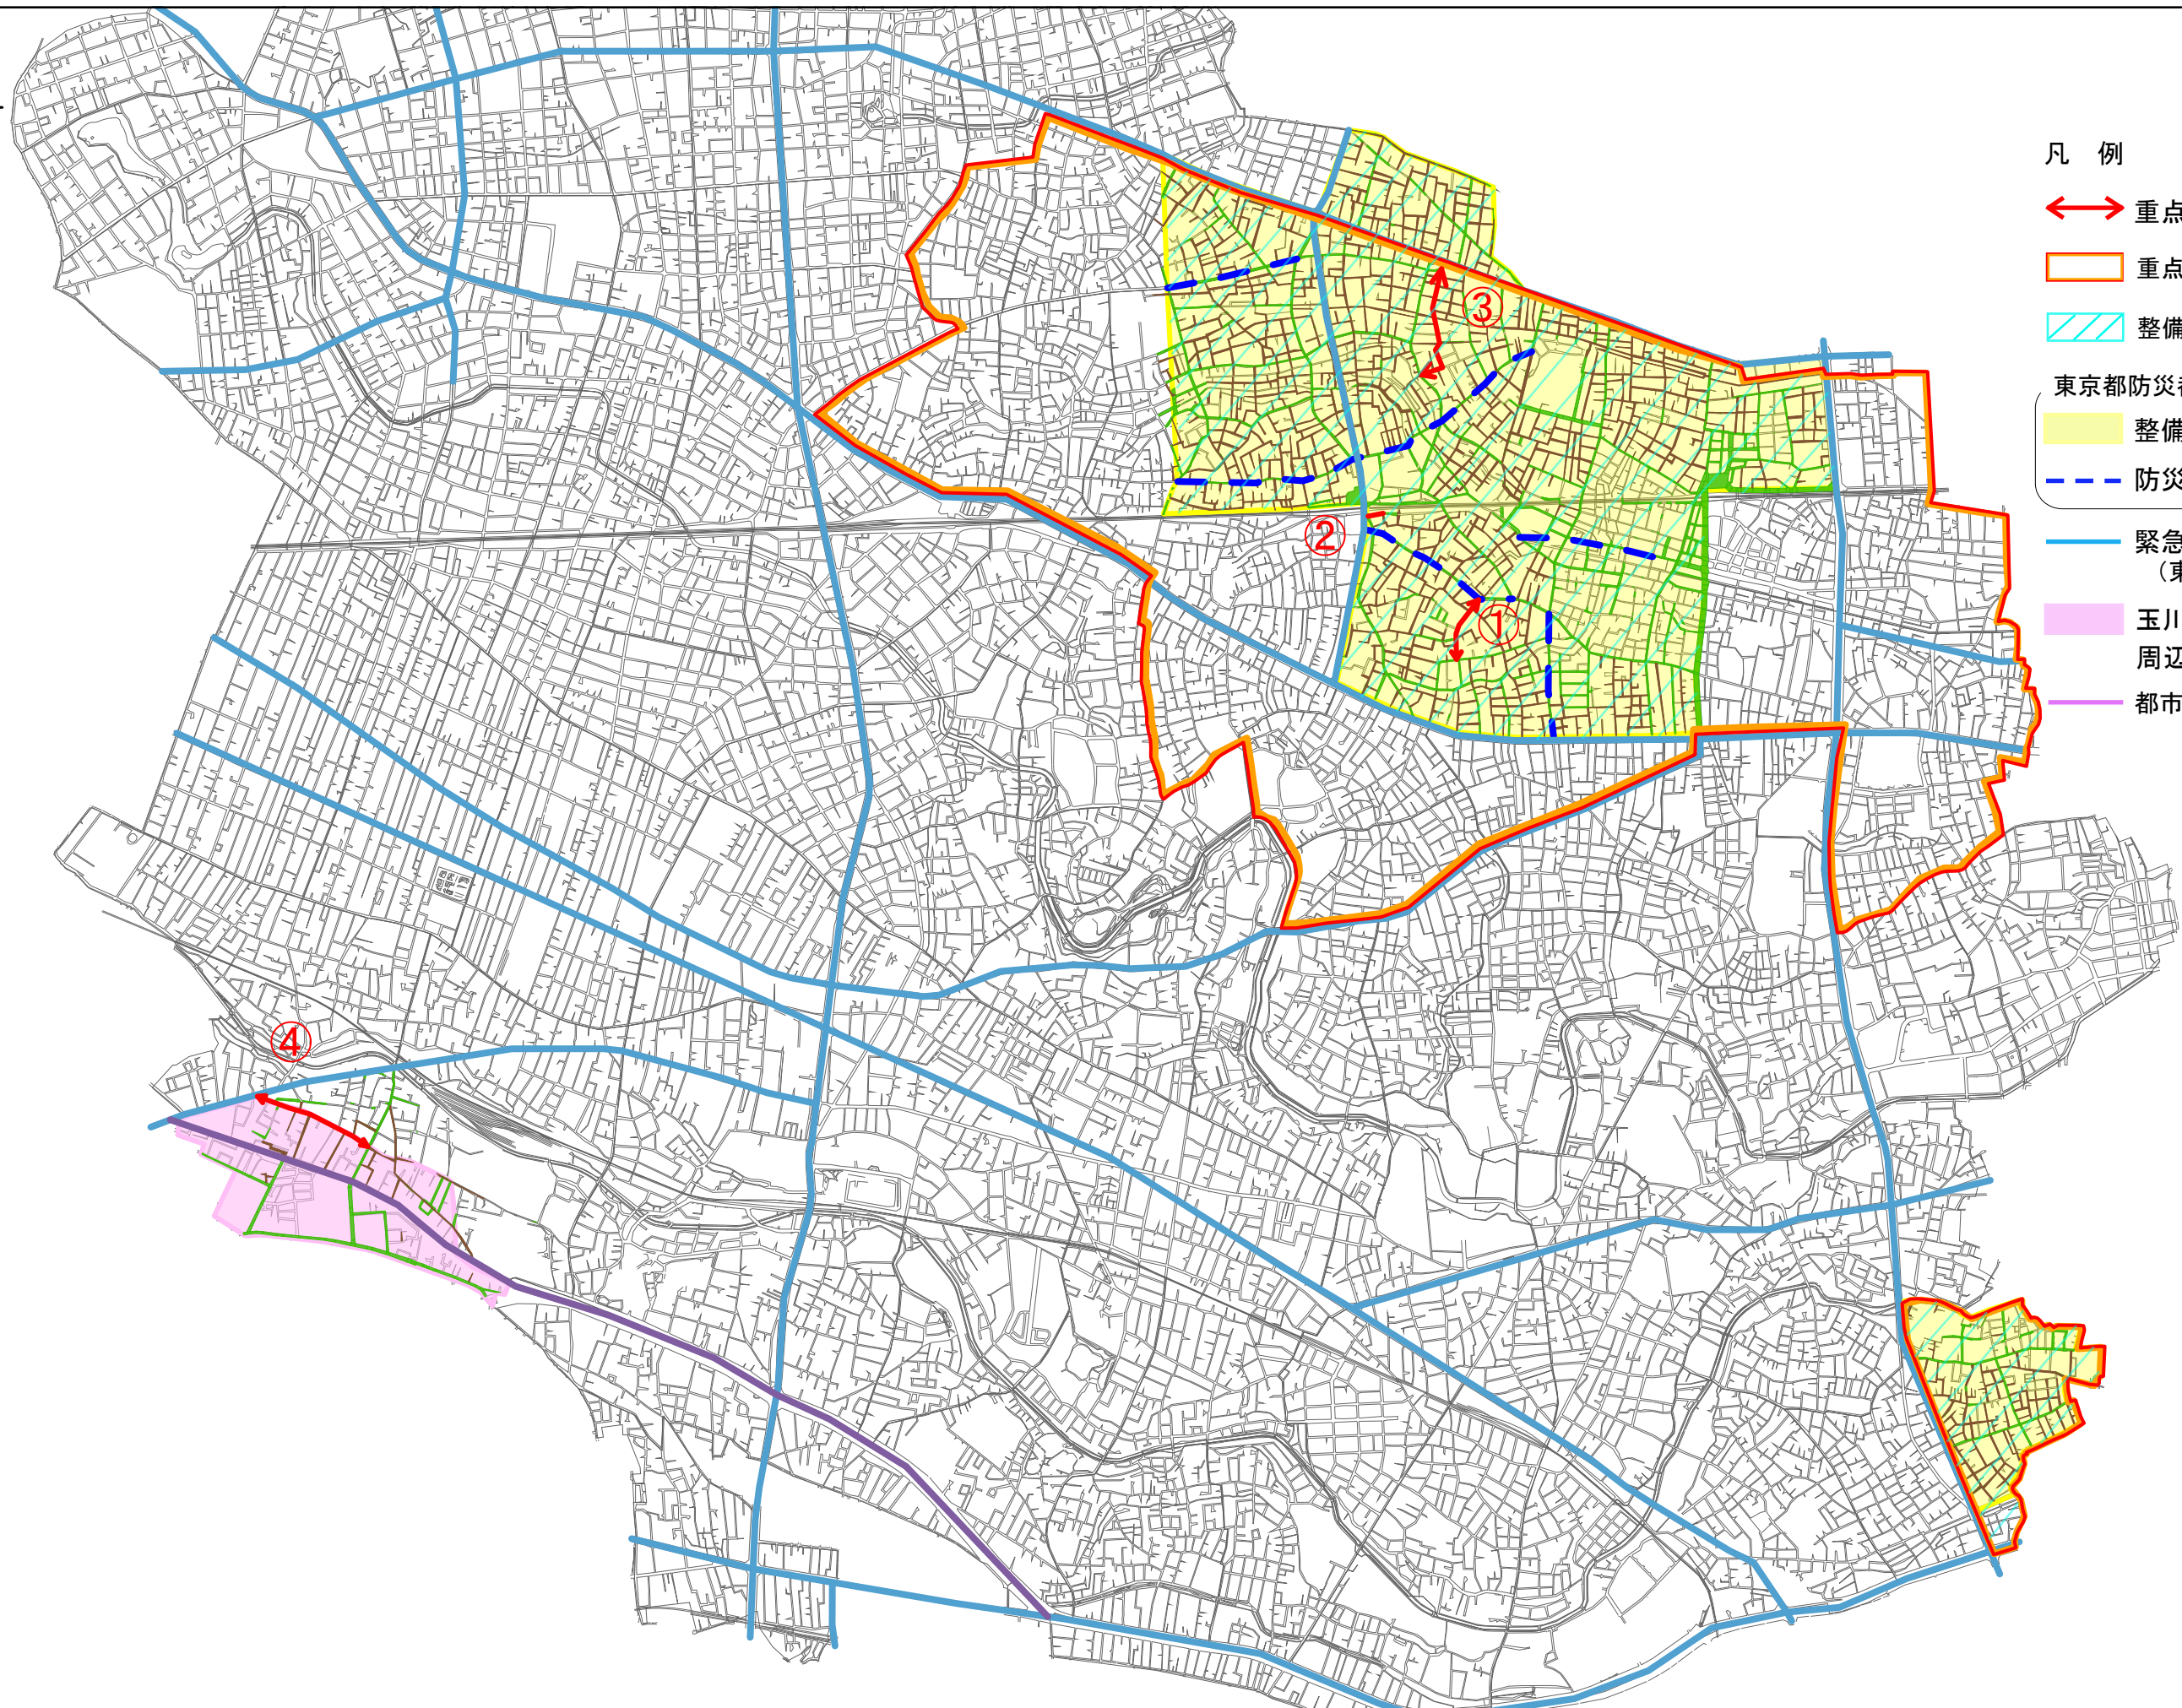 凡　例
重点
重点
整備
東京都防災都
整備
防災
緊急
（東
玉川
周辺
都市
③
②
①
④